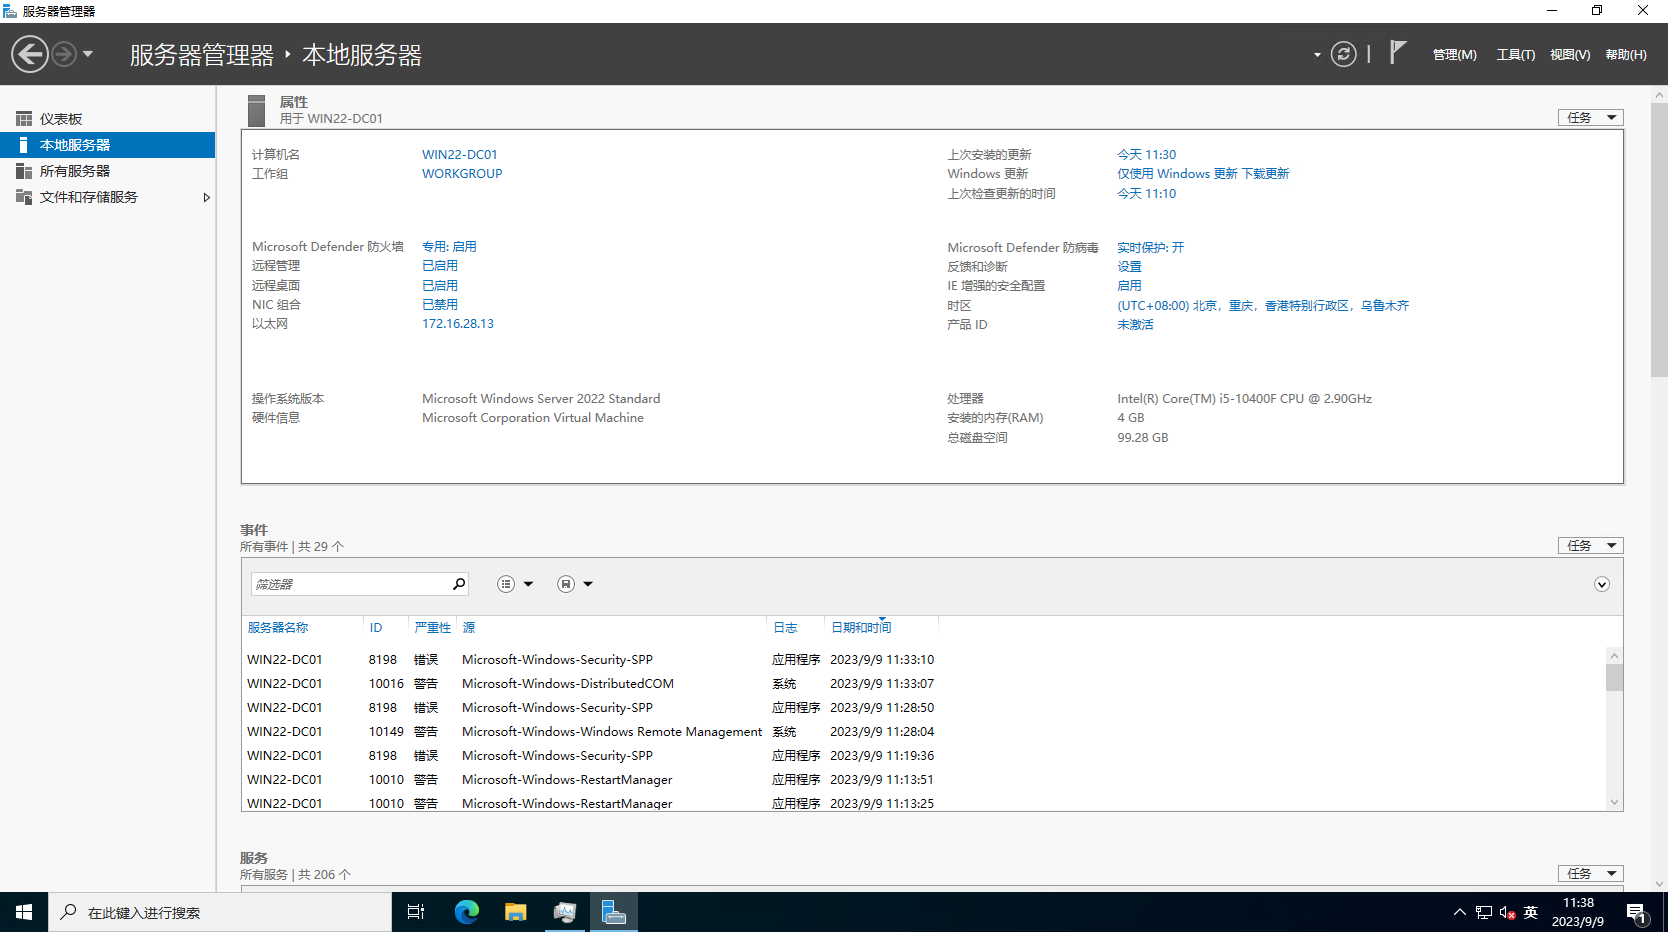 服务器管理器
服务器管理器 ‣ 本地服务器
管理(M) 工具(T) 视图(V) 帮助(H)
仪表板
本地服务器
所有服务器
文件和存储服务
属性
用于 WIN22-DC01
任务
计算机名 WIN22-DC01 上次安装的更新 今天 11:30
工作组 WORKGROUP Windows 更新 仅使用 Windows 更新 下载更新
上次检查更新的时间 今天 11:10
Microsoft Defender 防火墙 专用: 启用 Microsoft Defender 防病毒 实时保护: 开
远程管理 已启用 反馈和诊断 设置
远程桌面 已启用 IE 增强的安全配置 启用
NIC 组合 已禁用 时区 (UTC+08:00) 北京，重庆，香港特别行政区，乌鲁木齐
以太网 172.16.28.13 产品 ID 未激活
操作系统版本 Microsoft Windows Server 2022 Standard 处理器 Intel(R) Core(TM) i5-10400F CPU @ 2.90GHz
硬件信息 Microsoft Corporation Virtual Machine 安装的内存(RAM) 4 GB
总磁盘空间 99.28 GB
事件
所有事件 | 共 29 个
任务
筛选器
服务器名称 ID 严重性 源 日志 日期和时间
WIN22-DC01 8198 错误 Microsoft-Windows-Security-SPP 应用程序 2023/9/9 11:33:10
WIN22-DC01 10016 警告 Microsoft-Windows-DistributedCOM 系统 2023/9/9 11:33:07
WIN22-DC01 8198 错误 Microsoft-Windows-Security-SPP 应用程序 2023/9/9 11:28:50
WIN22-DC01 10149 警告 Microsoft-Windows-Windows Remote Management 系统 2023/9/9 11:28:04
WIN22-DC01 8198 错误 Microsoft-Windows-Security-SPP 应用程序 2023/9/9 11:19:36
WIN22-DC01 10010 警告 Microsoft-Windows-RestartManager 应用程序 2023/9/9 11:13:51
WIN22-DC01 10010 警告 Microsoft-Windows-RestartManager 应用程序 2023/9/9 11:13:25
服务
所有服务 | 共 206 个
任务
在此键入进行搜索
英
11:38
2023/9/9
1